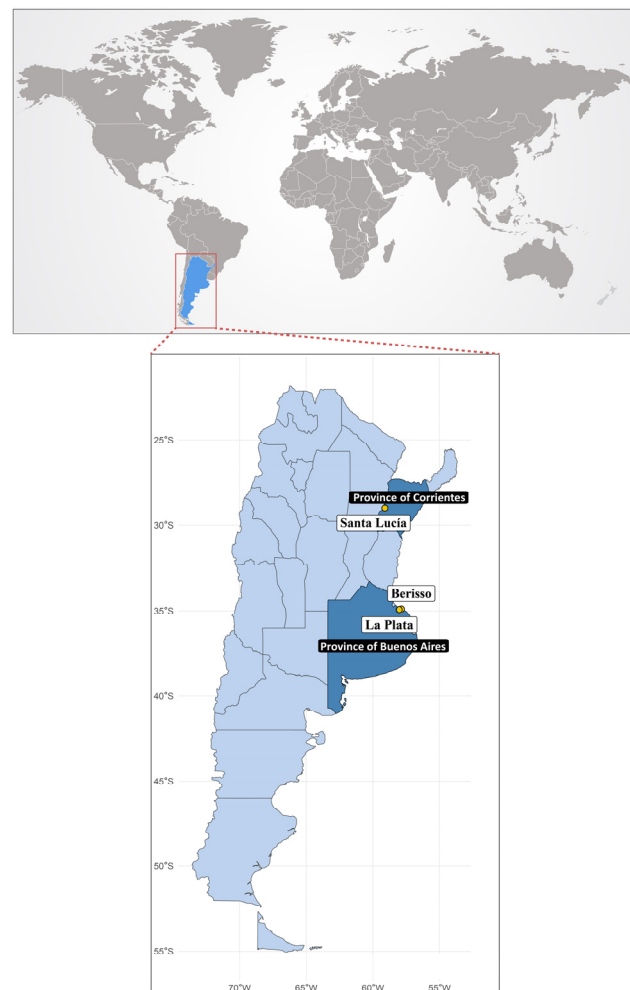 25°S
Province of Corrientes
Santa Lucía
30°S
Berisso
35°S
La Plata
Province of Buenos Aires
40°S
45°S
50°S
55°S
70°W 65°W 60°W 55°W